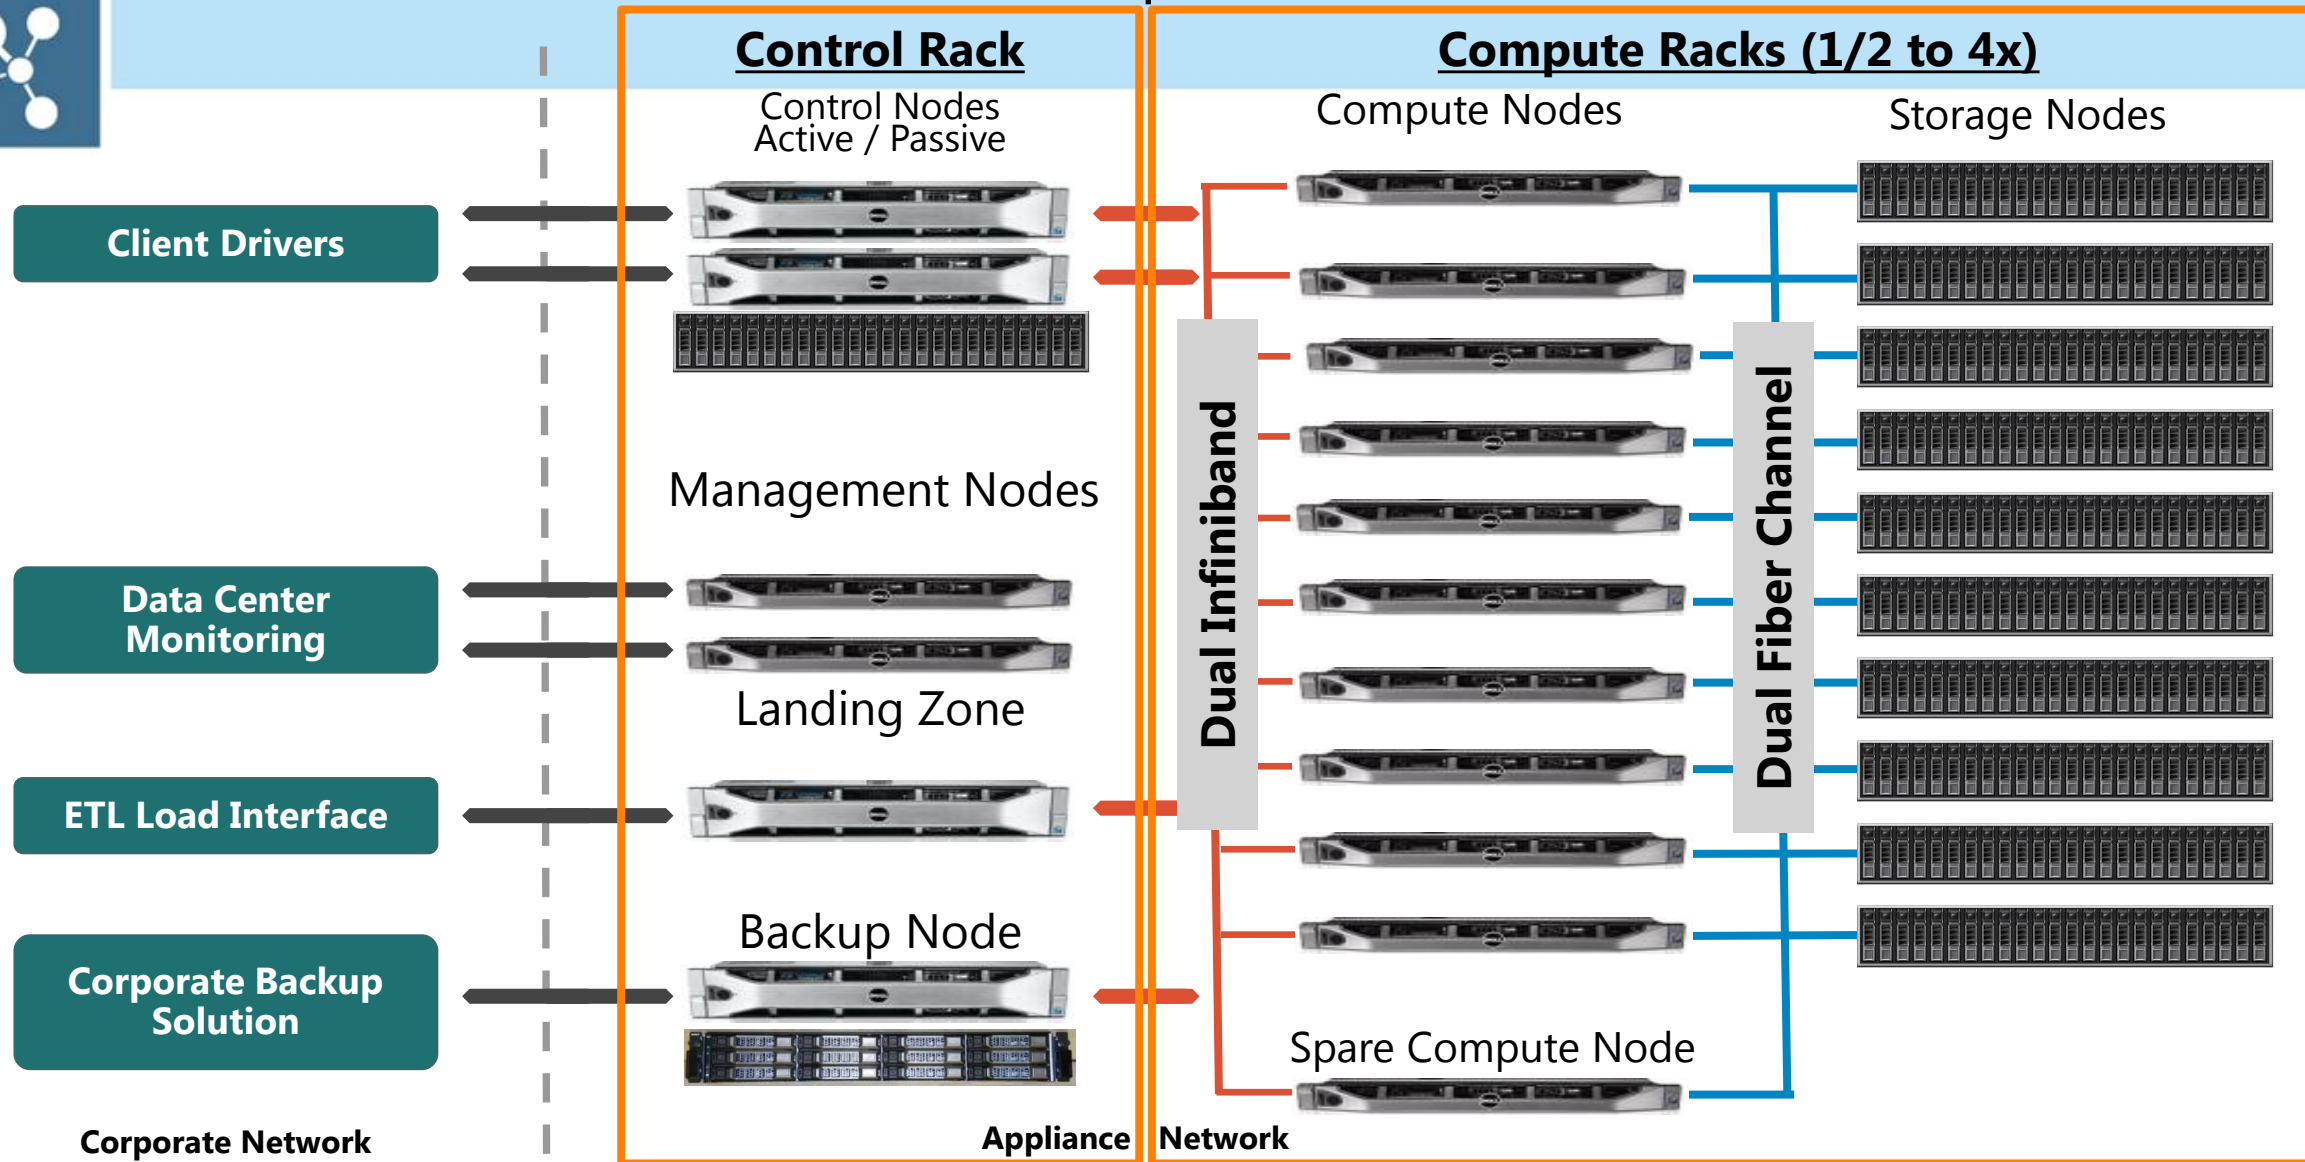 Control Rack
Compute Racks (1/2 to 4x)
Control Nodes
Active / Passive
Compute Nodes
Storage Nodes
Client Drivers
Management Nodes
Dual Infiniband
Dual Fiber Channel
Data Center
Monitoring
Landing Zone
ETL Load Interface
Backup Node
Corporate Backup
Solution
Spare Compute Node
Corporate Network
Appliance Network